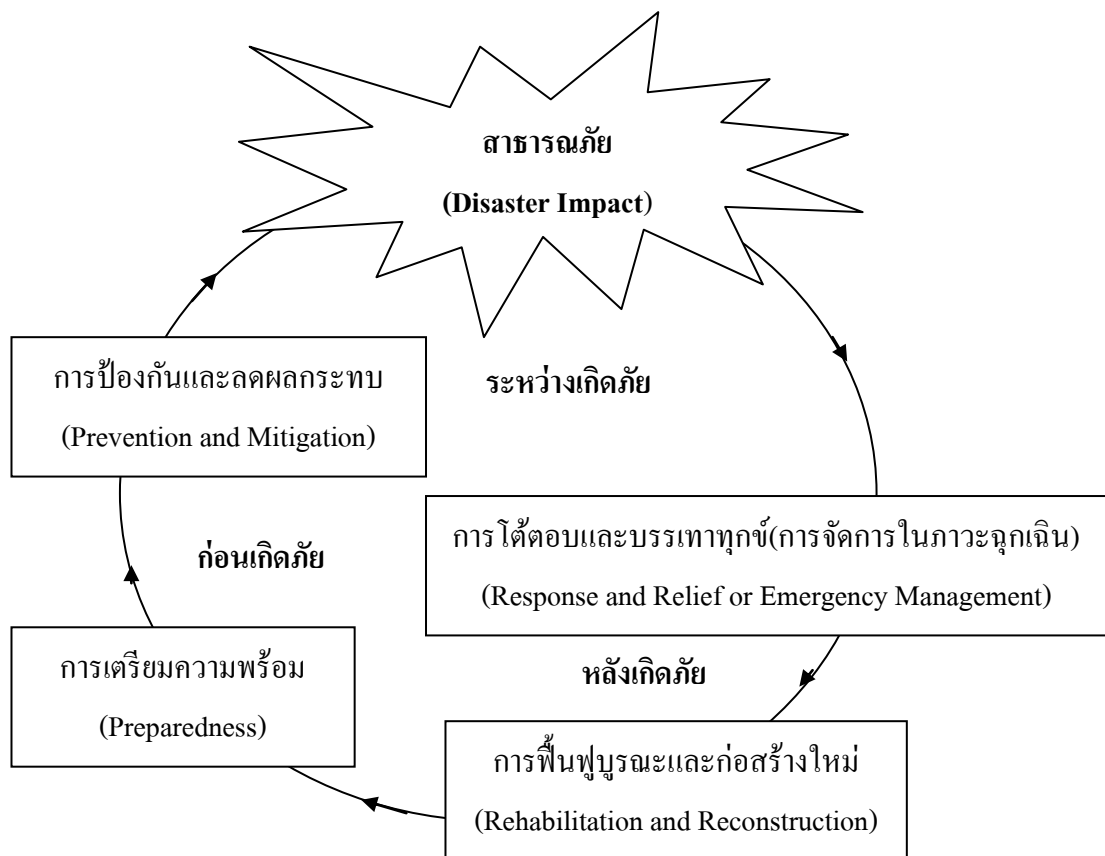 สาธารณภัย
(Disaster Impact)
การป้องกันและลดผลกระทบ
(Prevention and Mitigation)
ระหว่างเกิดภัย
การโต้ตอบและบรรเทาทุกข์(การจัดการในภาวะฉุกเฉิน)
(Response and Relief or Emergency Management)
ก่อนเกิดภัย
การเตรียมความพร้อม
(Preparedness)
หลังเกิดภัย
การฟื้นฟูบูรณะและก่อสร้างใหม่
(Rehabilitation and Reconstruction)